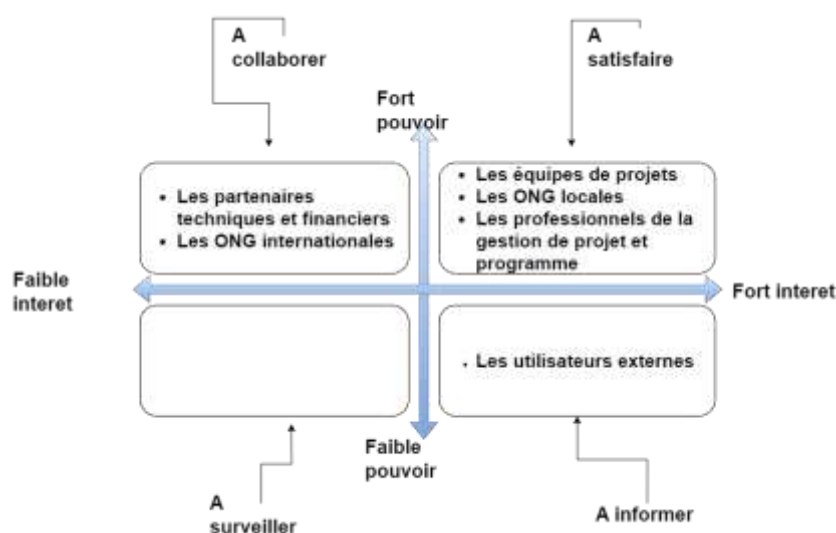 A
collaborer
A
satisfaire
Fort
pouvoir
• Les partenaires
techniques et financiers
• Les ONG internationales
• Les équipes de projets
• Les ONG locales
• Les professionnels de la
gestion de projet et
programme
Faible
interet
Fort interet
• Les utilisateurs externes
Faible
pouvoir
A
surveiller
A informer